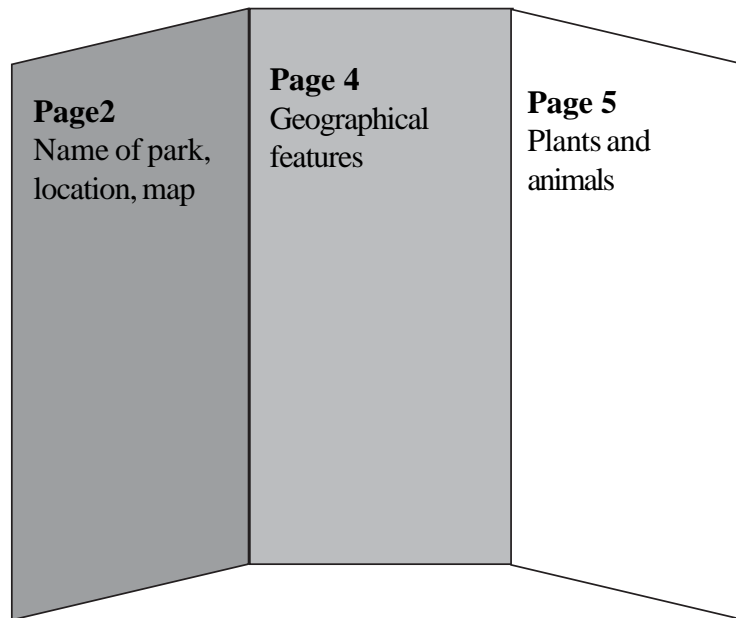 Page2
Name of park,
location, map
Page 4
Geographical
features
Page 5
Plants and
animals